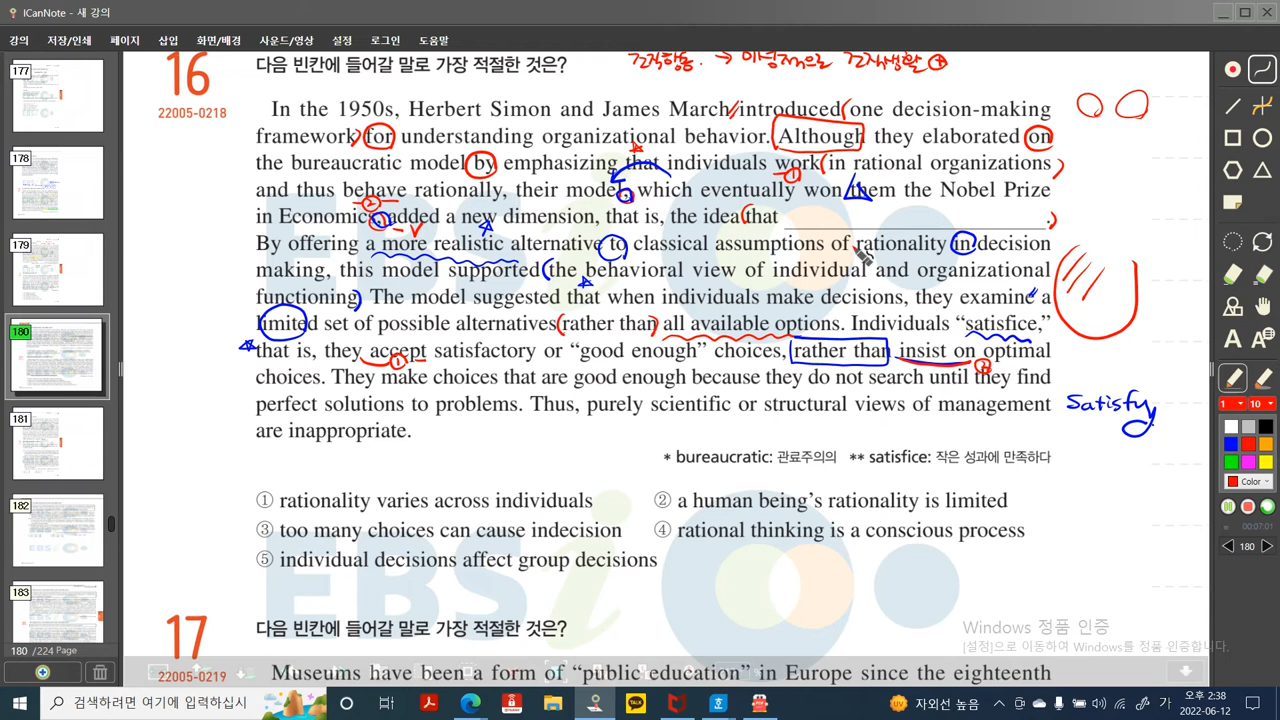 ICanNote - 새 강의
강의 저장/인쇄 페이지 삽입 화면/배경 사운드/영상 설정 로그인 도움말
16
22005-0218
다음 빈칸에 들어갈 말로 가장 적절한 것은?
In the 1950s, Herbert Simon and James March introduced one decision-making
framework for understanding organizational behavior. Although they elaborated on
the bureaucratic model by emphasizing that individuals work in rational organizations
and thus behave rationally, their model, which eventually won them the Nobel Prize
in Economics, added a new dimension, that is, the idea that ____________.
By offering a more realistic alternative to classical assumptions of rationality in decision
making, this model supported the behavioral view of individual and organizational
functioning. The model suggested that when individuals make decisions, they examine a
limited set of possible alternatives rather than all available options. Individuals “satisfice,”
that is, they accept satisfactory or “good enough” choices, rather than insist on optimal
choices. They make choices that are good enough because they do not search until they find
perfect solutions to problems. Thus, purely scientific or structural views of management
are inappropriate.
Satisfy
* bureaucratic: 관료주의의 ** satisfice: 작은 성과에 만족하다
① rationality varies across individuals
② a human being’s rationality is limited
③ too many choices can cause indecision
④ rational thinking is a conscious process
⑤ individual decisions affect group decisions
17
22005-0219
다음 빈칸에 들어갈 말로 가장 적절한 것은?
Museums have been a form of “public education” in Europe since the eighteenth
Windows 정품 인증
[설정]으로 이동하여 Windows를 정품 인증합니다.
177
178
179
180
181
182
183
180 /224 Page
1 10
Color
00:07:01
180
검색하려면 여기에 입력하십시오
자외선 높음
가
오후 2:38
2022-06-12